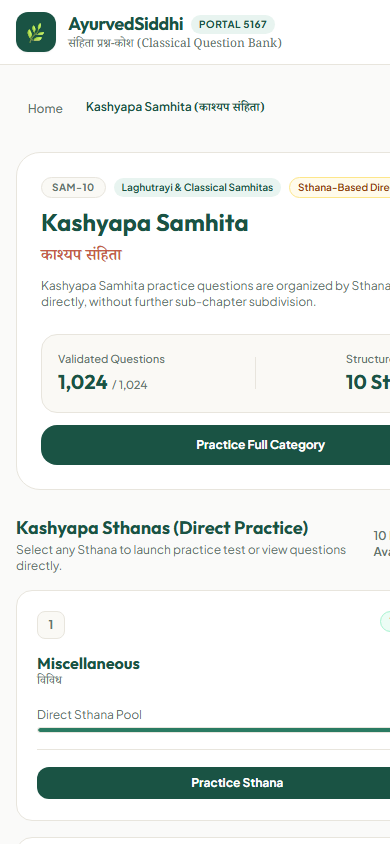 AyurvedSiddhi PORTAL 5167
संहिता प्रश्न-कोश (Classical Question Bank)
Home Kashyapa Samhita (काश्यप संहिता)
SAM-10 Laghutrayi & Classical Samhitas Sthana-Based Dire
Kashyapa Samhita
काश्यप संहिता
Kashyapa Samhita practice questions are organized by Sthana
directly, without further sub-chapter subdivision.
Validated Questions Structur
1,024 / 1,024 10 St
Practice Full Category
Kashyapa Sthanas (Direct Practice)
Select any Sthana to launch practice test or view questions
directly.
10
Ava
1
Miscellaneous
विविध
Direct Sthana Pool
Practice Sthana